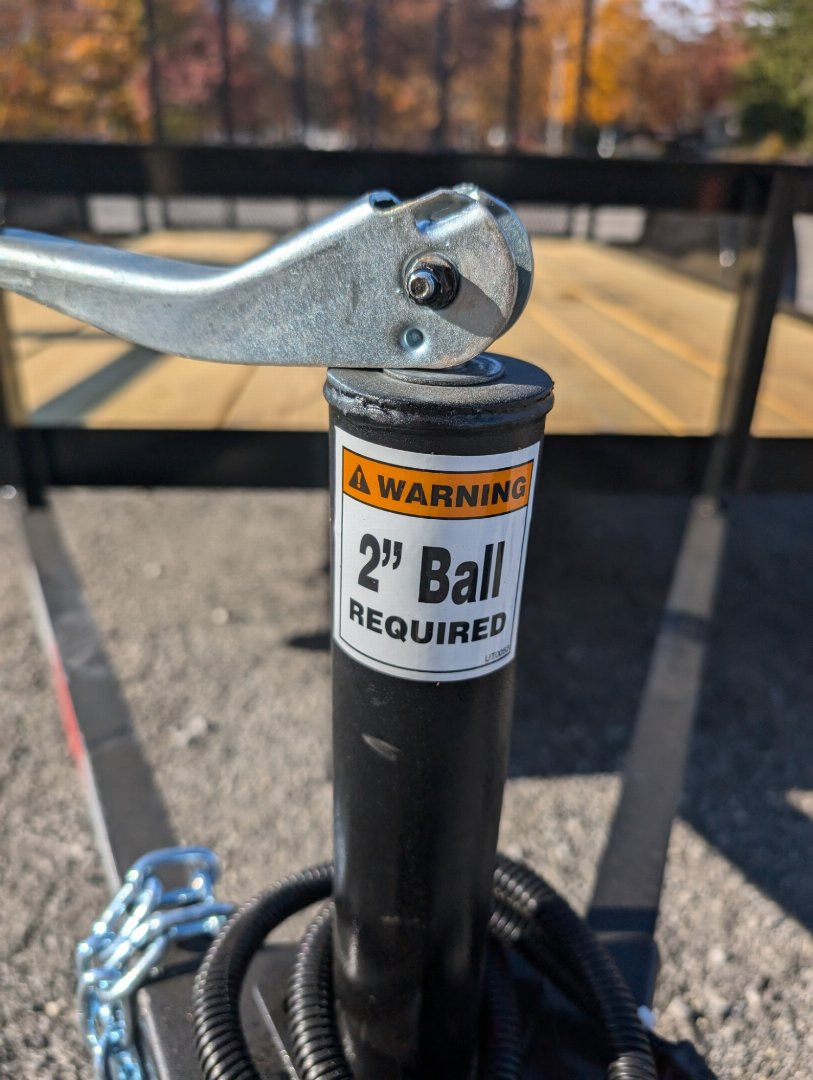 WARNING
2” Ball
REQUIRED